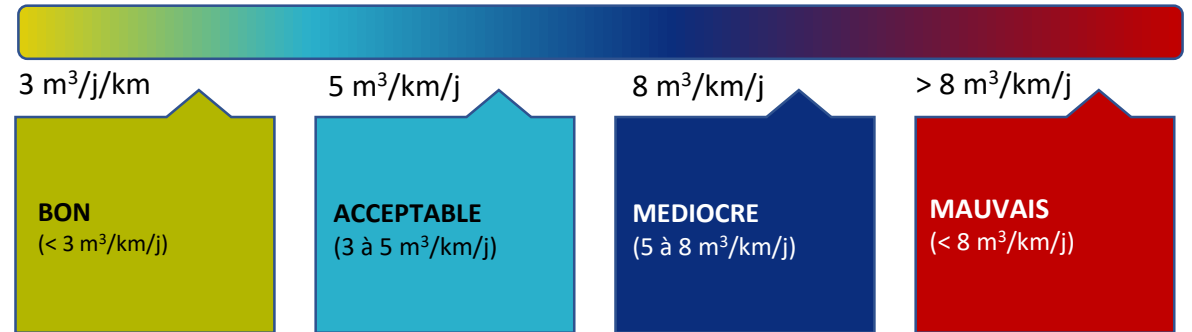 3 m³/j/km
5 m³/km/j
8 m³/km/j
> 8 m³/km/j
BON
(< 3 m³/km/j)
ACCEPTABLE
(3 à 5 m³/km/j)
MEDIOCRE
(5 à 8 m³/km/j)
MAUVAIS
(< 8 m³/km/j)